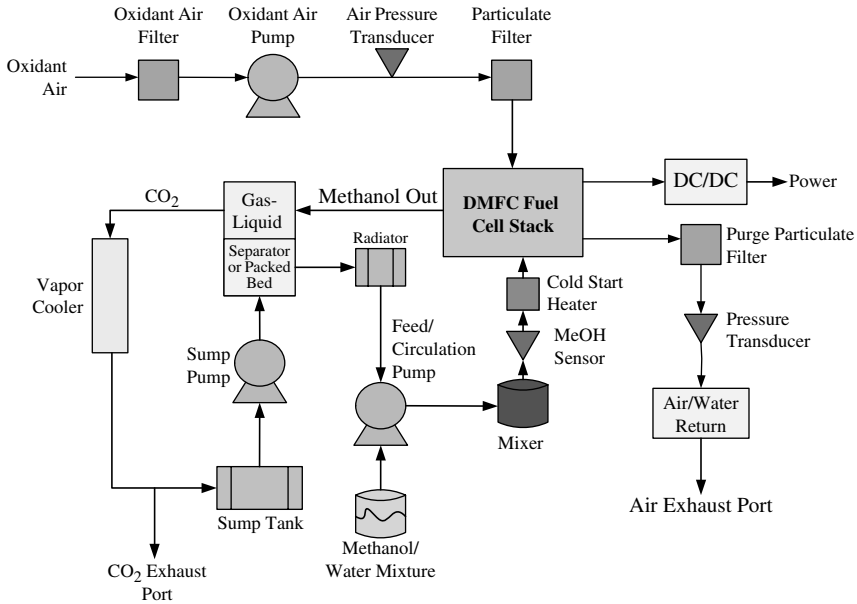 Oxidant Air
Filter
Oxidant Air
Pump
Air Pressure
Transducer
Particulate
Filter
Oxidant
Air
DMFC Fuel
Cell Stack
DC/DC
Power
CO2
Gas-
Liquid
Separator
or Packed
Bed
Methanol Out
Radiator
Purge Particulate
Filter
Vapor
Cooler
Cold Start
Heater
Feed/
Circulation
Pump
MeOH
Sensor
Pressure
Transducer
Sump
Pump
Mixer
Air/Water
Return
Sump Tank
Air Exhaust Port
Methanol/
Water Mixture
CO2 Exhaust
Port